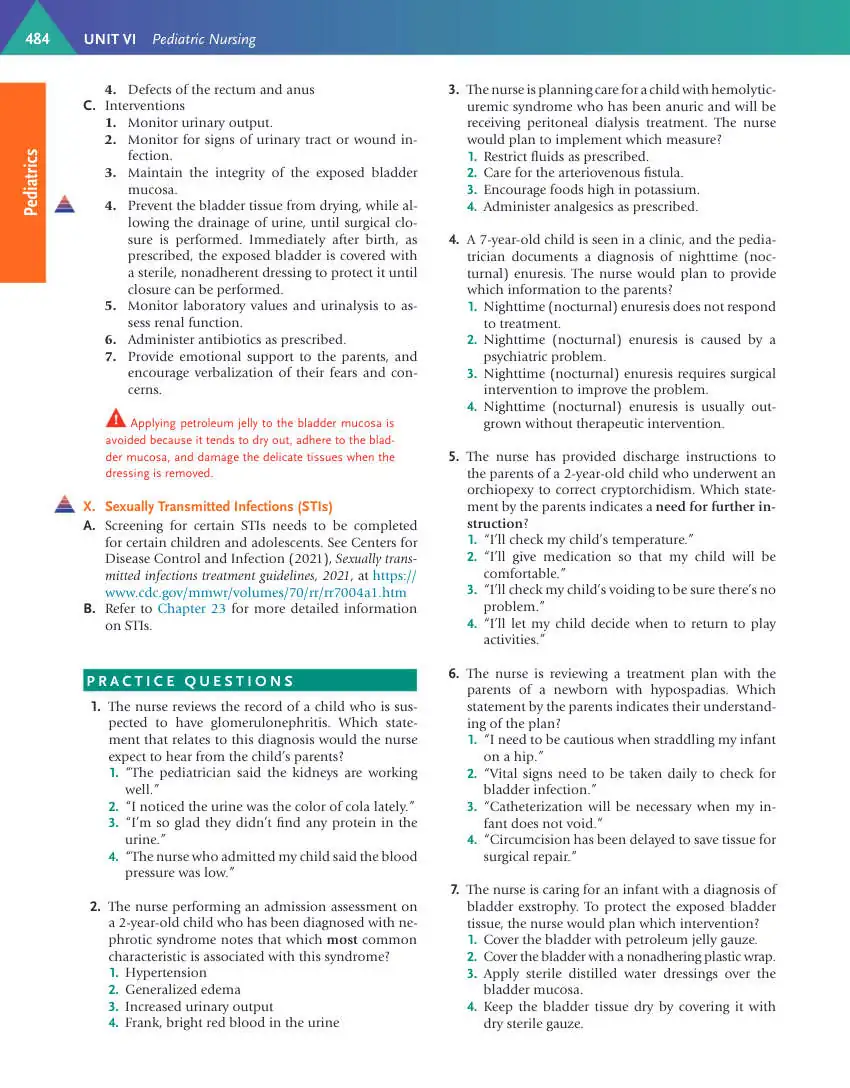 484
UNIT VI Pediatric Nursing
Pediatrics
4. Defects of the rectum and anus
C. Interventions
1. Monitor urinary output.
2. Monitor for signs of urinary tract or wound in-
fection.
3. Maintain the integrity of the exposed bladder
mucosa.
4. Prevent the bladder tissue from drying, while al-
lowing the drainage of urine, until surgical clo-
sure is performed. Immediately after birth, as
prescribed, the exposed bladder is covered with
a sterile, nonadherent dressing to protect it until
closure can be performed.
5. Monitor laboratory values and urinalysis to as-
sess renal function.
6. Administer antibiotics as prescribed.
7. Provide emotional support to the parents, and
encourage verbalization of their fears and con-
cerns.
Applying petroleum jelly to the bladder mucosa is
avoided because it tends to dry out, adhere to the blad-
der mucosa, and damage the delicate tissues when the
dressing is removed.
X. Sexually Transmitted Infections (STIs)
A. Screening for certain STIs needs to be completed
for certain children and adolescents. See Centers for
Disease Control and Infection (2021), Sexually trans-
mitted infections treatment guidelines, 2021, at https://
www.cdc.gov/mmwr/volumes/70/rr/rr7004a1.htm
B. Refer to Chapter 23 for more detailed information
on STIs.
PRACTICE QUESTIONS
1. The nurse reviews the record of a child who is sus-
pected to have glomerulonephritis. Which state-
ment that relates to this diagnosis would the nurse
expect to hear from the child's parents?
1. "The pediatrician said the kidneys are working
well."
2. "I noticed the urine was the color of cola lately."
3. "I'm so glad they didn't find any protein in the
urine."
4. "The nurse who admitted my child said the blood
pressure was low."
2. The nurse performing an admission assessment on
a 2-year-old child who has been diagnosed with ne-
phrotic syndrome notes that which most common
characteristic is associated with this syndrome?
1. Hypertension
2. Generalized edema
3. Increased urinary output
4. Frank, bright red blood in the urine
3. The nurse is planning care for a child with hemolytic-
uremic syndrome who has been anuric and will be
receiving peritoneal dialysis treatment. The nurse
would plan to implement which measure?
1. Restrict fluids as prescribed.
2. Care for the arteriovenous fistula.
3. Encourage foods high in potassium.
4. Administer analgesics as prescribed.
4. A 7-year-old child is seen in a clinic, and the pedia-
trician documents a diagnosis of nighttime (noc-
turnal) enuresis. The nurse would plan to provide
which information to the parents?
1. Nighttime (nocturnal) enuresis does not respond
to treatment.
2. Nighttime (nocturnal) enuresis is caused by a
psychiatric problem.
3. Nighttime (nocturnal) enuresis requires surgical
intervention to improve the problem.
4. Nighttime (nocturnal) enuresis is usually out-
grown without therapeutic intervention.
5. The nurse has provided discharge instructions to
the parents of a 2-year-old child who underwent an
orchiopexy to correct cryptorchidism. Which state-
ment by the parents indicates a need for further in-
struction?
1. "I'll check my child's temperature."
2. "I'll give medication so that my child will be
comfortable."
3. "I'll check my child's voiding to be sure there's no
problem."
4. "I'll let my child decide when to return to play
activities."
6. The nurse is reviewing a treatment plan with the
parents of a newborn with hypospadias. Which
statement by the parents indicates their understand-
ing of the plan?
1. "I need to be cautious when straddling my infant
on a hip."
2. "Vital signs need to be taken daily to check for
bladder infection."
3. "Catheterization will be necessary when my in-
fant does not void."
4. "Circumcision has been delayed to save tissue for
surgical repair."
7. The nurse is caring for an infant with a diagnosis of
bladder exstrophy. To protect the exposed bladder
tissue, the nurse would plan which intervention?
1. Cover the bladder with petroleum jelly gauze.
2. Cover the bladder with a nonadhering plastic wrap.
3. Apply sterile distilled water dressings over the
bladder mucosa.
4. Keep the bladder tissue dry by covering it with
dry sterile gauze.